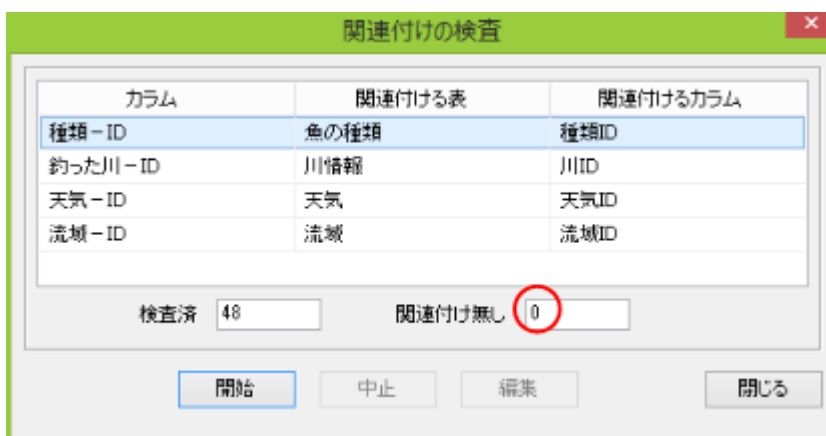 関連付けの検査
カラム 関連付ける表 関連付けるカラム
種類－ID 魚の種類 種類ID
釣った川－ID 川情報 川ID
天気－ID 天気 天気ID
流域－ID 流域 流域ID
検査済 48 関連付け無し 0
開始 中止 編集 閉じる